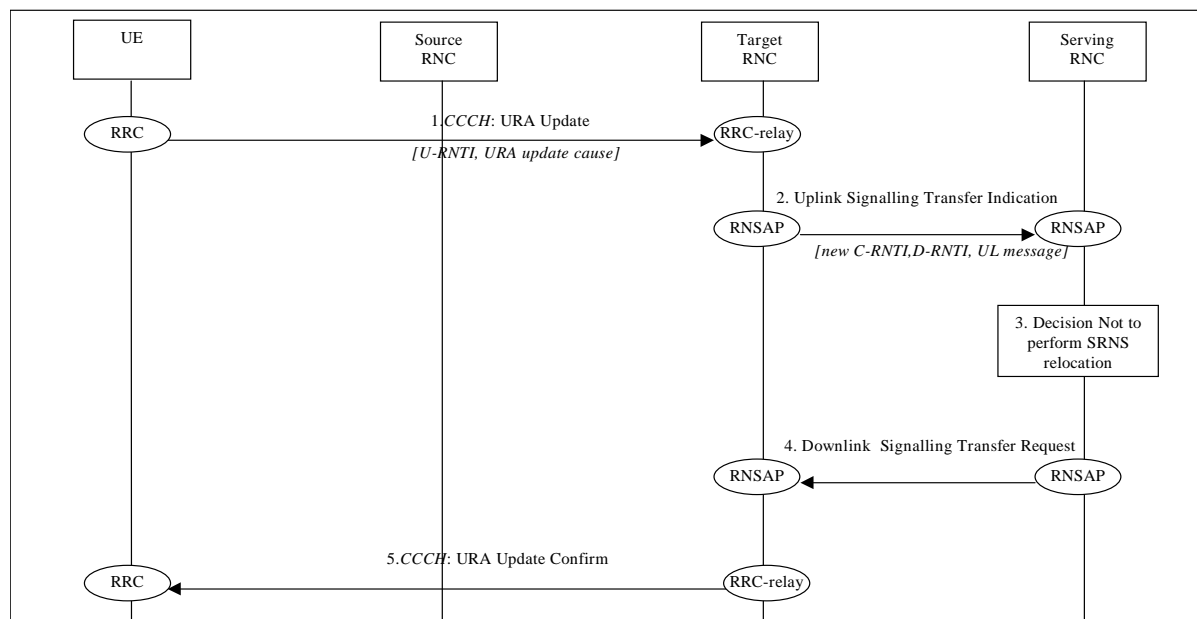 UE
Source
RNC
Target
RNC
Serving
RNC
RRC
1.CCCH: URA Update
RRC-relay
[U-RNTI, URA update cause]
2. Uplink Signalling Transfer Indication
RNSAP
RNSAP
[new C-RNTI,D-RNTI, UL message]
3. Decision Not to
perform SRNS
relocation
4. Downlink Signalling Transfer Request
RNSAP
RNSAP
5.CCCH: URA Update Confirm
RRC
RRC-relay